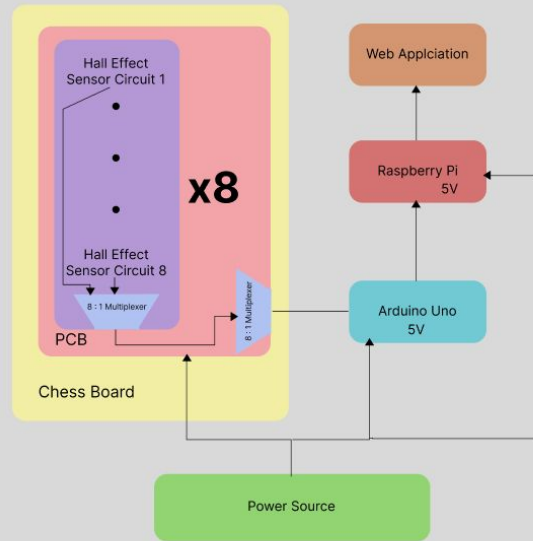 Hall Effect
Sensor Circuit 1
x8
Hall Effect
Sensor Circuit 8
8 : 1 Multiplexer
8 : 1 Multiplexer
PCB
Chess Board
Web Applciation
Raspberry Pi
5V
Arduino Uno
5V
Power Source